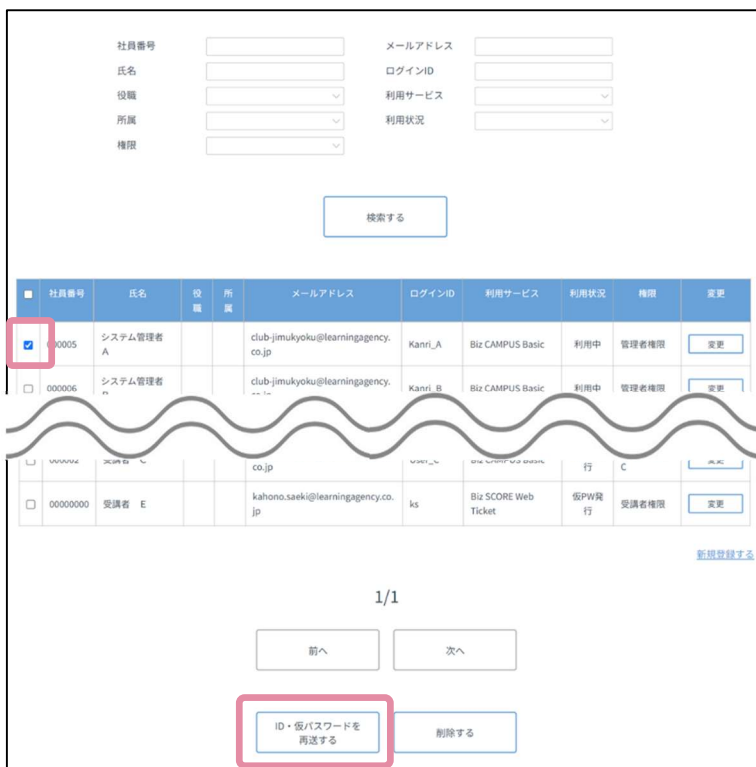 社員番号 メールアドレス
氏名 ログインID
役職 利用サービス
所属 利用状況
権限
検索する
社員番号 氏名 役職 所属 メールアドレス ログインID 利用サービス 利用状況 権限 変更
000005 システム管理者 A club-jimukyoku@learningagency.co.jp Kanri_A Biz CAMPUS Basic 利用中 管理者権限 変更
000006 システム管理者 club-jimukyoku@learningagency. Kanri_B Biz CAMPUS Basic 利用中 管理者権限 変更
co.jp 行 C
00000000 受講者 E kahono.saeki@learningagency.co.jp ks Biz SCORE Web Ticket 仮PW発行 受講者権限 変更
新規登録する
1/1
前へ 次へ
ID・仮パスワードを
再送する
削除する